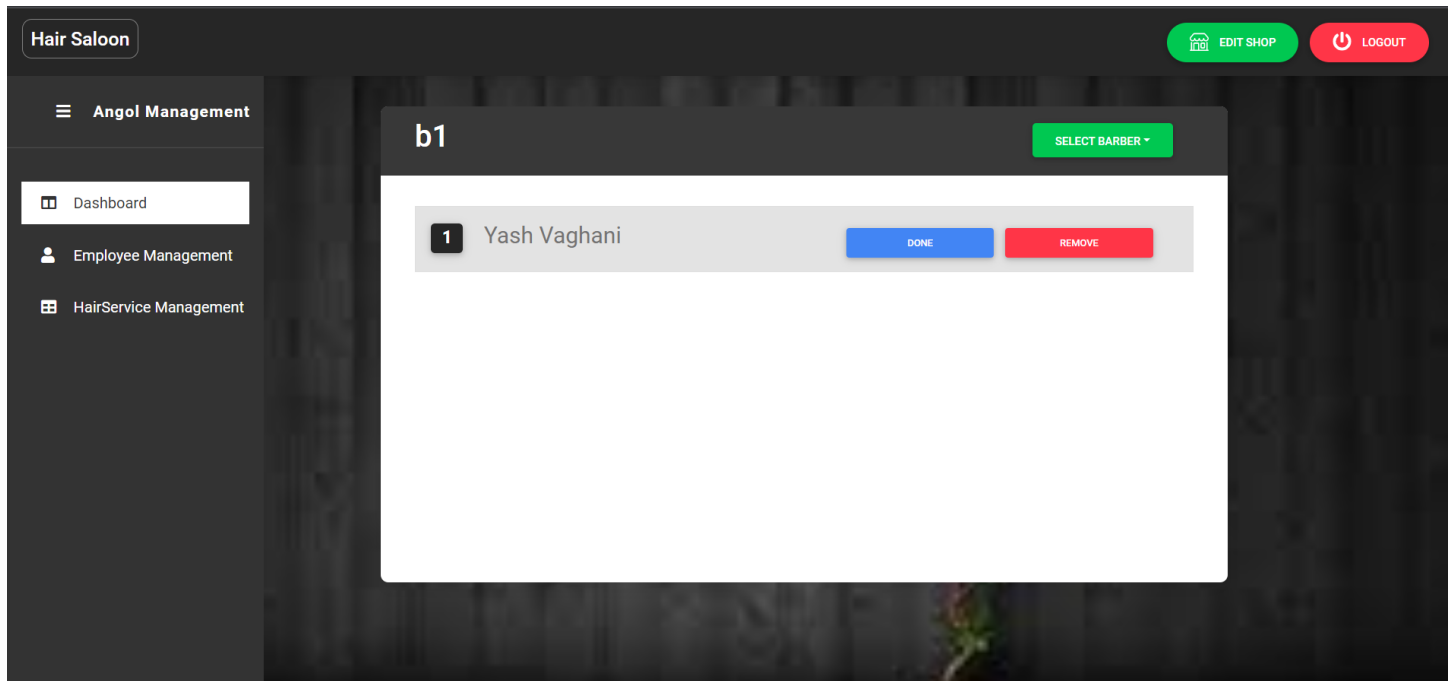 Hair Saloon
EDIT SHOP
LOGOUT
Angol Management
Dashboard
Employee Management
HairService Management
b1
SELECT BARBER
1
Yash Vaghani
DONE
REMOVE